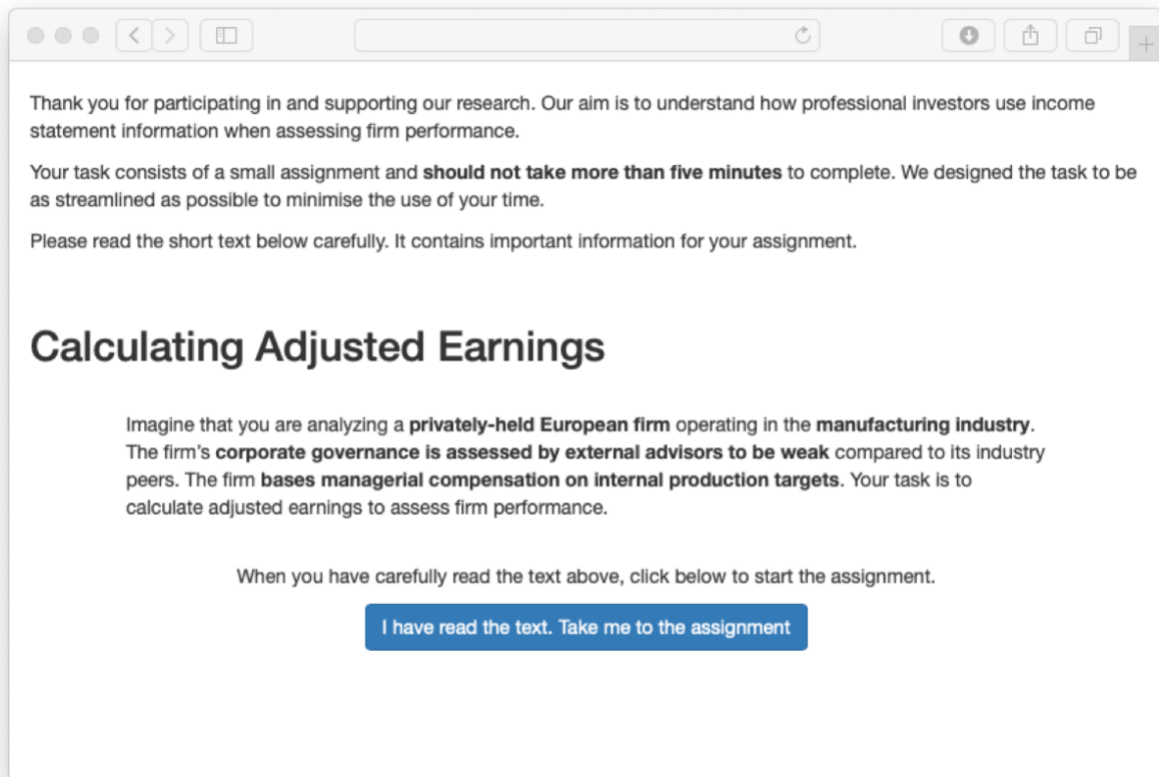 Thank you for participating in and supporting our research. Our aim is to understand how professional investors use income
statement information when assessing firm performance.
Your task consists of a small assignment and should not take more than five minutes to complete. We designed the task to be
as streamlined as possible to minimise the use of your time.
Please read the short text below carefully. It contains important information for your assignment.
Calculating Adjusted Earnings
Imagine that you are analyzing a privately-held European firm operating in the manufacturing industry.
The firm's corporate governance is assessed by external advisors to be weak compared to its industry
peers. The firm bases managerial compensation on internal production targets. Your task is to
calculate adjusted earnings to assess firm performance.
When you have carefully read the text above, click below to start the assignment.
I have read the text. Take me to the assignment